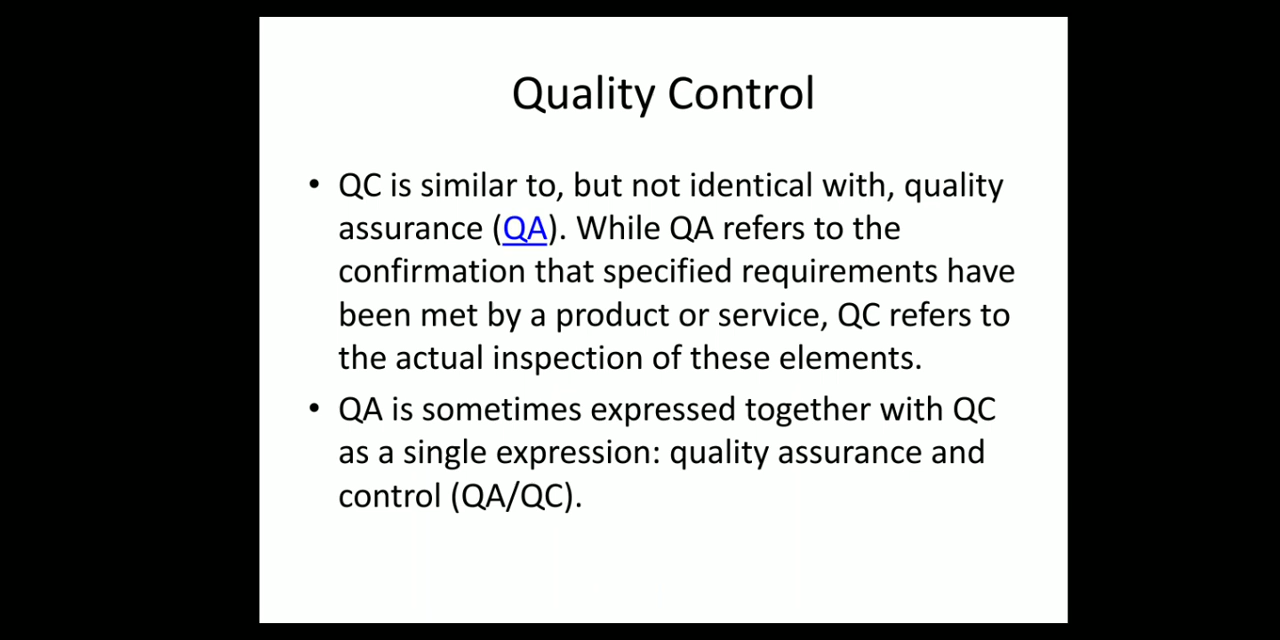 Quality Control
• QC is similar to, but not identical with, quality
assurance (QA). While QA refers to the
confirmation that specified requirements have
been met by a product or service, QC refers to
the actual inspection of these elements.
• QA is sometimes expressed together with QC
as a single expression: quality assurance and
control (QA/QC).